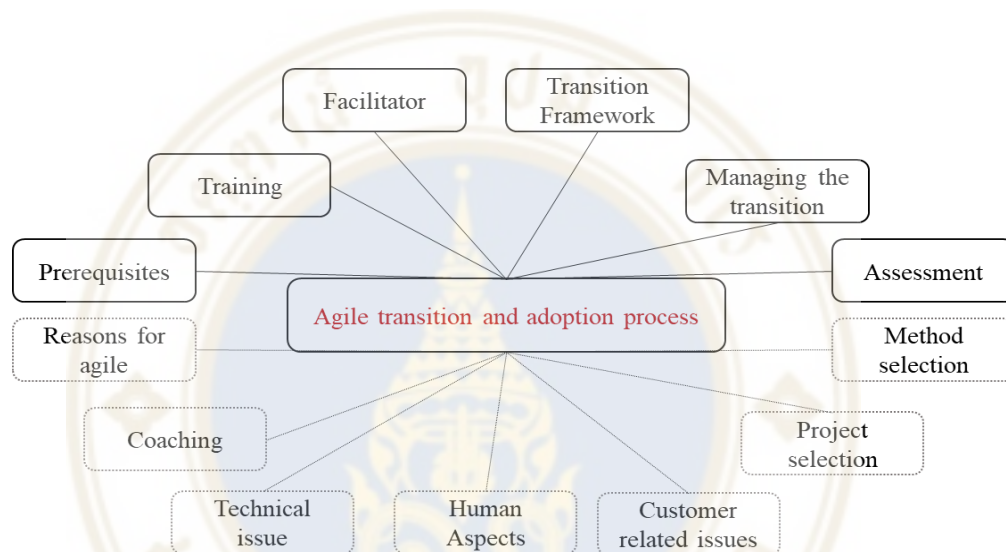 Facilitator
Transition
Framework
Training
Managing the
transition
Prerequisites
Assessment
Agile transition and adoption process
Reasons for
agile
Method
selection
Coaching
Project
selection
Technical
issue
Human
Aspects
Customer
related issues